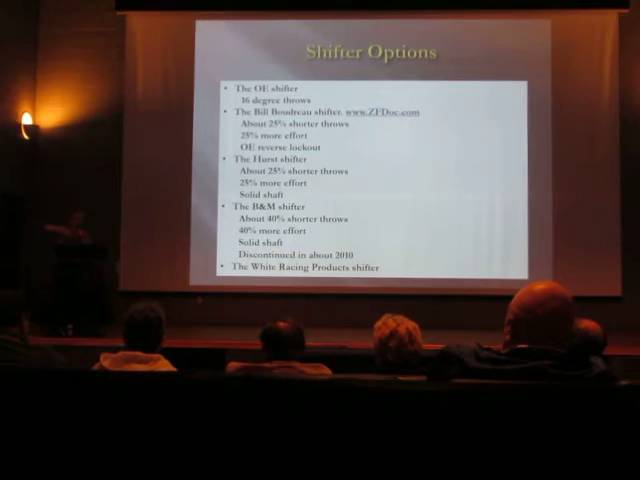 Shifter Options
• The OE shifter
16 degree throws
• The Bill Boudreau shifter. www.ZFDoc.com
About 25% shorter throws
25% more effort
OE reverse lockout
• The Hurst shifter
About 25% shorter throws
25% more effort
Solid shaft
• The B&M shifter
About 40% shorter throws
40% more effort
Solid shaft
Discontinued in about 2010
• The White Racing Products shifter